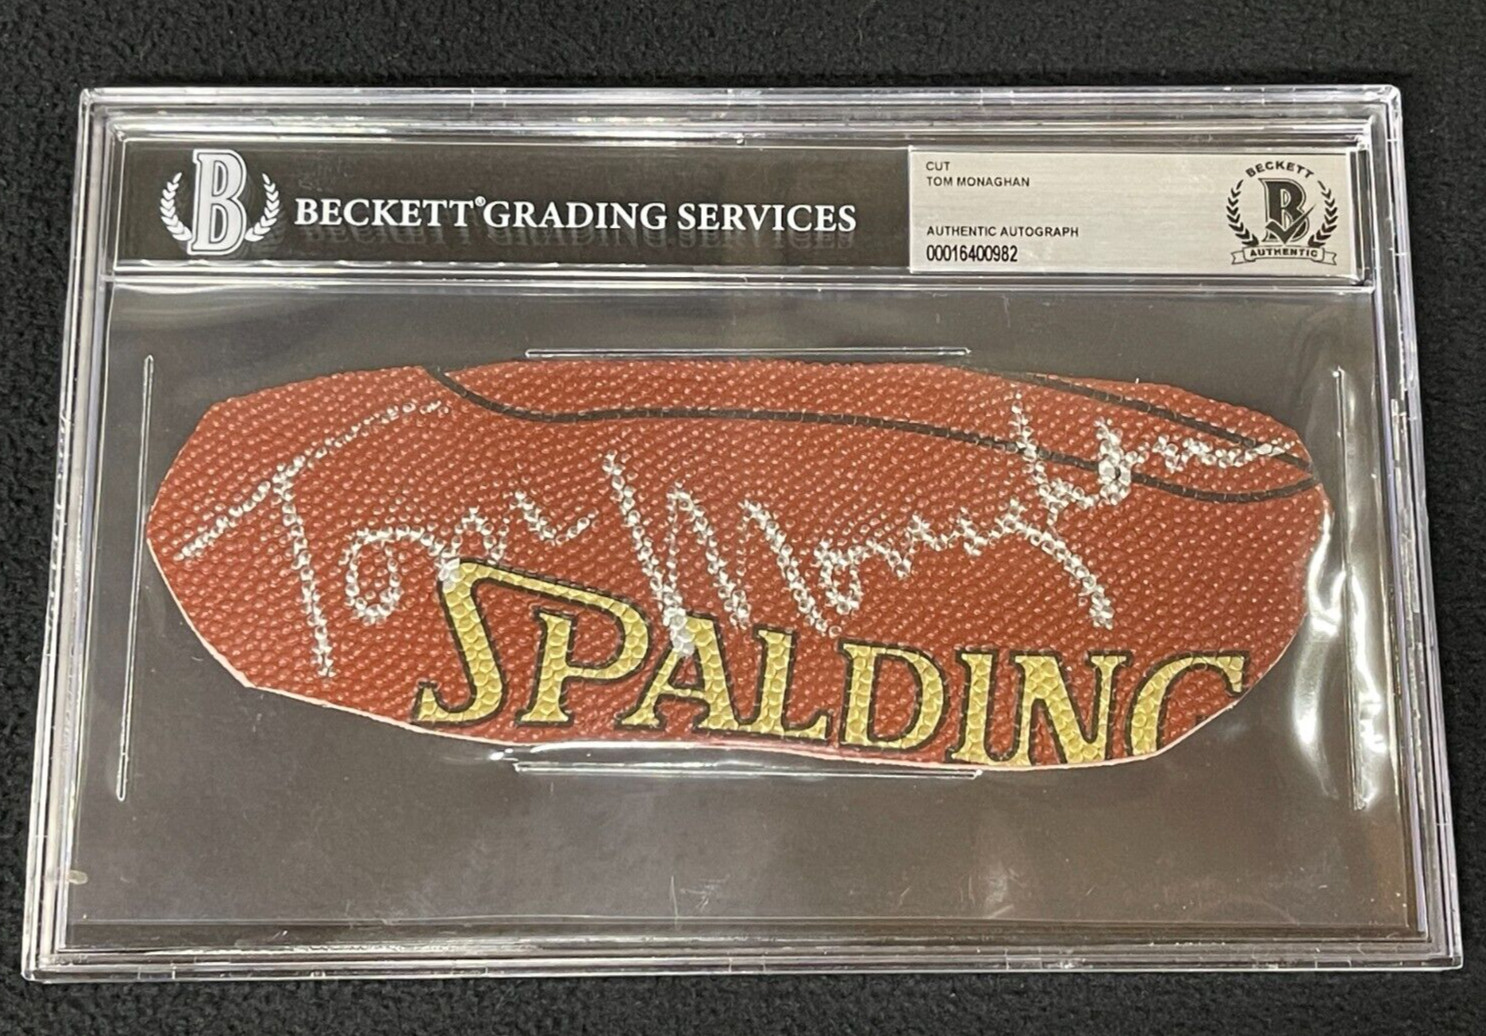 B
BECKETT® GRADING SERVICES
CUT
TOM MONAGHAN
AUTHENTIC AUTOGRAPH
00016400982
BECKETT
B
AUTHENTIC
Tom Monaghan
SPALDING